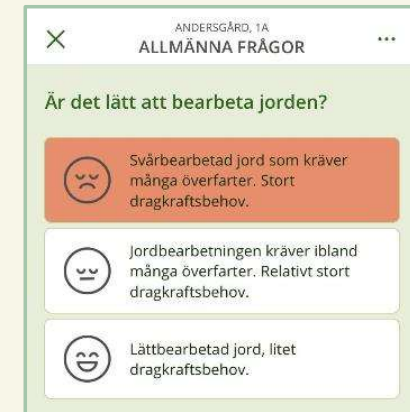 ANDERSGÅRD, 1A
ALLMÄNNA FRÅGOR
Är det lätt att bearbeta jorden?
Svårbearbetad jord som kräver
många överfarter. Stort
dragkraftsbehov.
Jordbearbetningen kräver ibland
många överfarter. Relativt stort
dragkraftsbehov.
Lättbearbetad jord, litet
dragkraftsbehov.